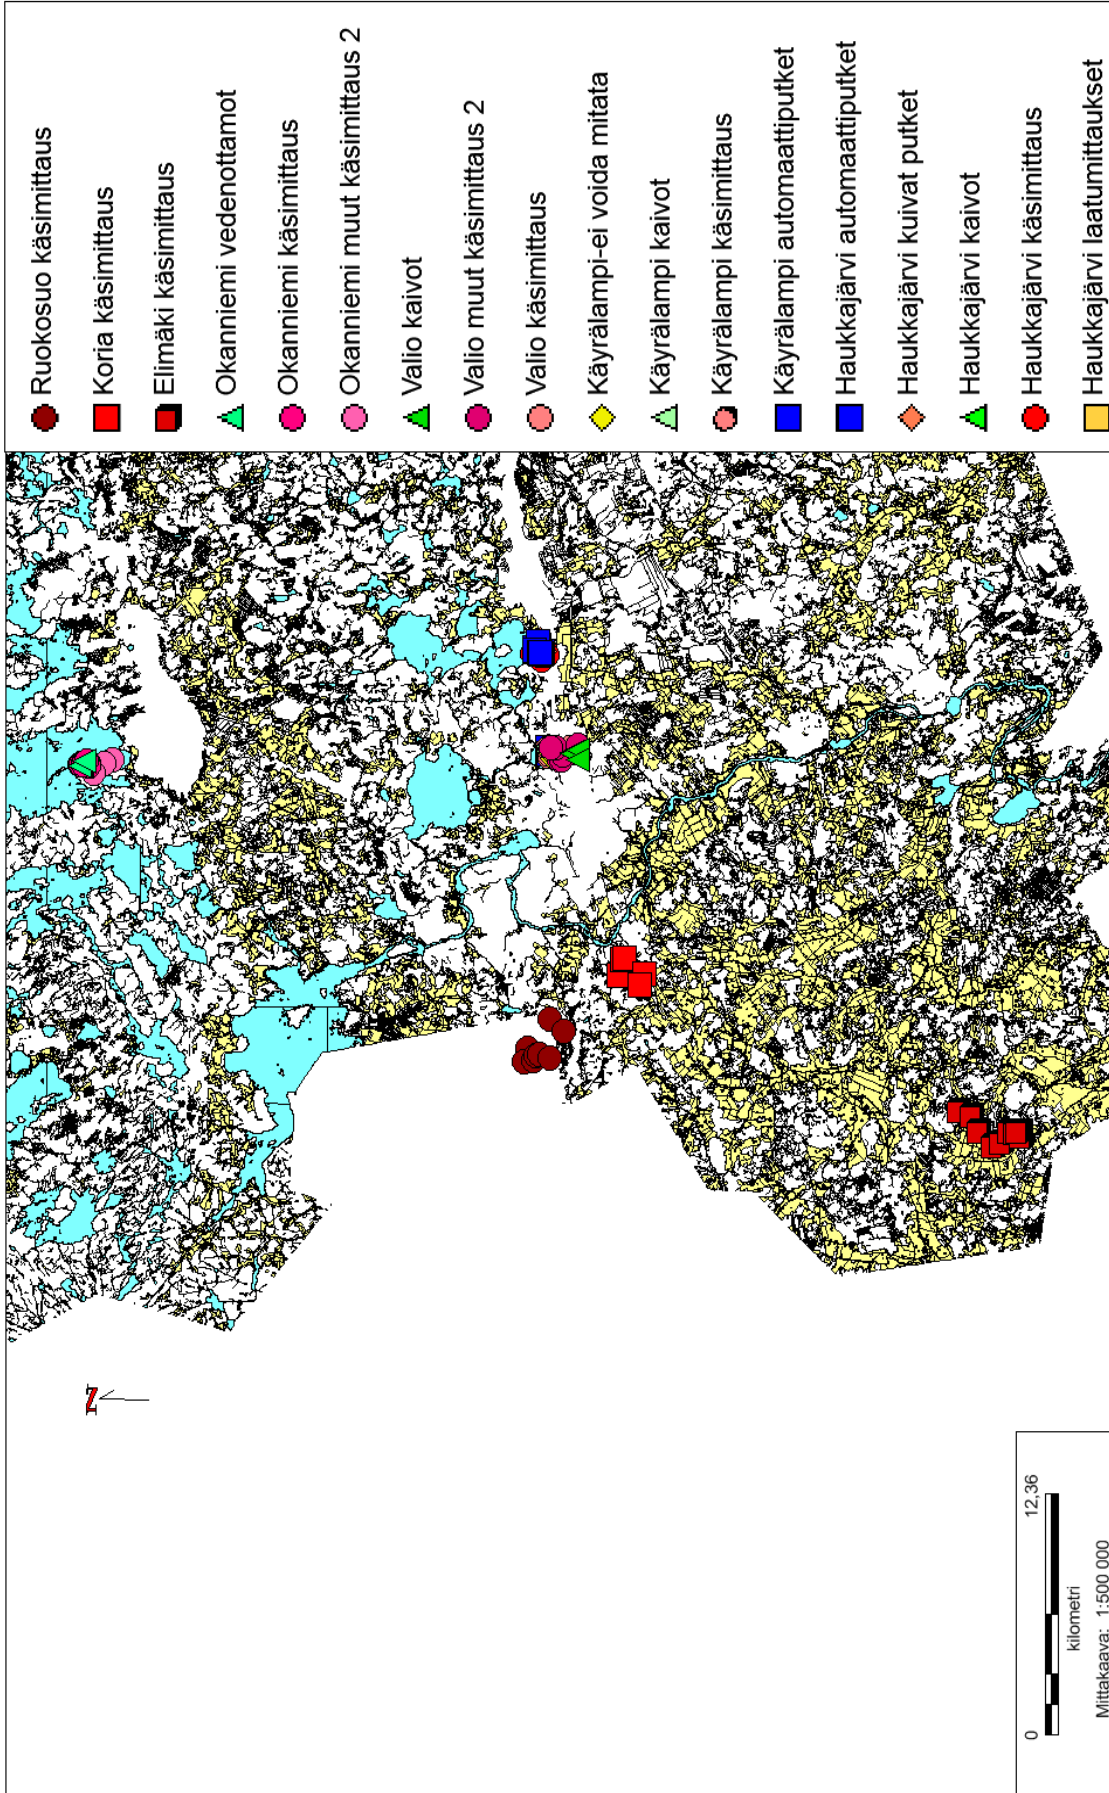 Ruokosuo käsimittaus
Koria käsimittaus
Elimäki käsimittaus
Okanniemi vedenottamot
Okanniemi käsimittaus
Okanniemi muut käsimittaus 2
Valio kaivot
Valio muut käsimittaus 2
Valio käsimittaus
Käyrälampi-ei voida mitata
Käyrälampi kaivot
Käyrälampi käsimittaus
Käyrälampi automaattiputket
Haukkajärvi automaattiputket
Haukkajärvi kuivat putket
Haukkajärvi kaivot
Haukkajärvi käsimittaus
Haukkajärvi laatumittaukset
N
0 12,36
kilometri
Mittakaava: 1:500 000